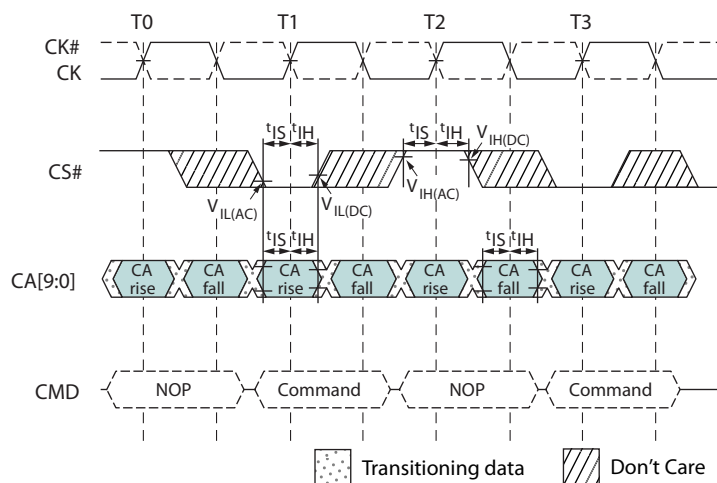 T0 T1 T2 T3
CK#
CK
tIS tIH tIS tIH
VIH(DC)
CS#
VIL(AC) VIL(DC) VIH(AC)
tIS tIH tIS tIH
CA[9:0]
CA rise CA fall CA rise CA fall CA rise CA fall CA rise CA fall
CMD NOP Command NOP Command
Transitioning data Don't Care